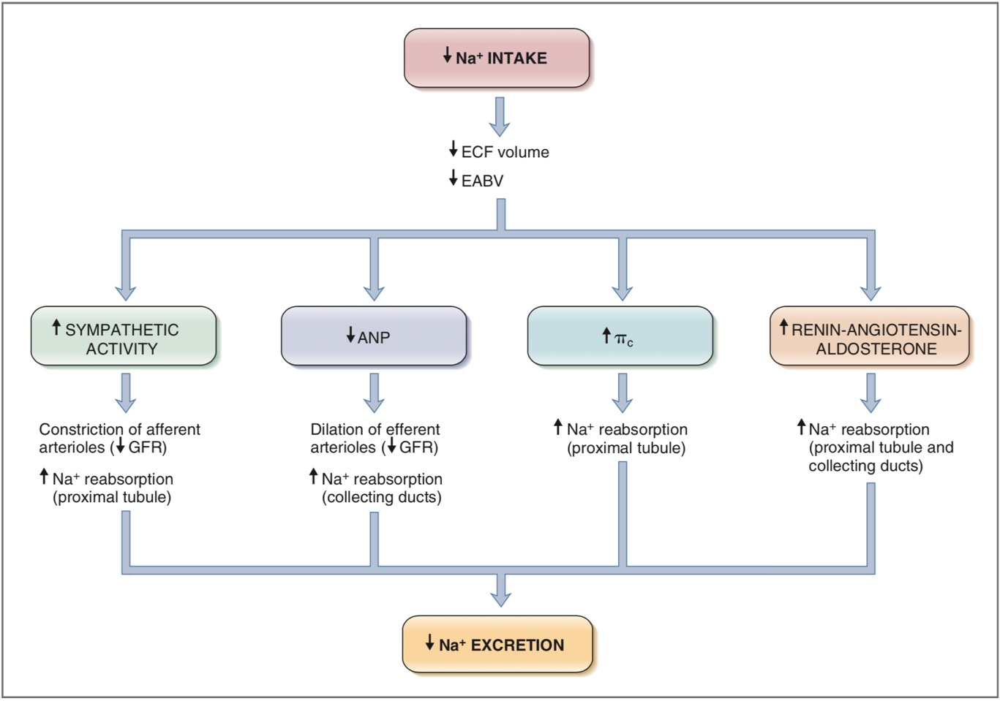 ↓ Na⁺ INTAKE
↓ ECF volume
↓ EABV
↑ SYMPATHETIC
ACTIVITY
↓ ANP
↑ πc
↑ RENIN-ANGIOTENSIN-
ALDOSTERONE
Constriction of afferent
arterioles (↓ GFR)
↑ Na⁺ reabsorption
(proximal tubule)
Dilation of efferent
arterioles (↓ GFR)
↑ Na⁺ reabsorption
(collecting ducts)
↑ Na⁺ reabsorption
(proximal tubule)
↑ Na⁺ reabsorption
(proximal tubule and
collecting ducts)
↓ Na⁺ EXCRETION